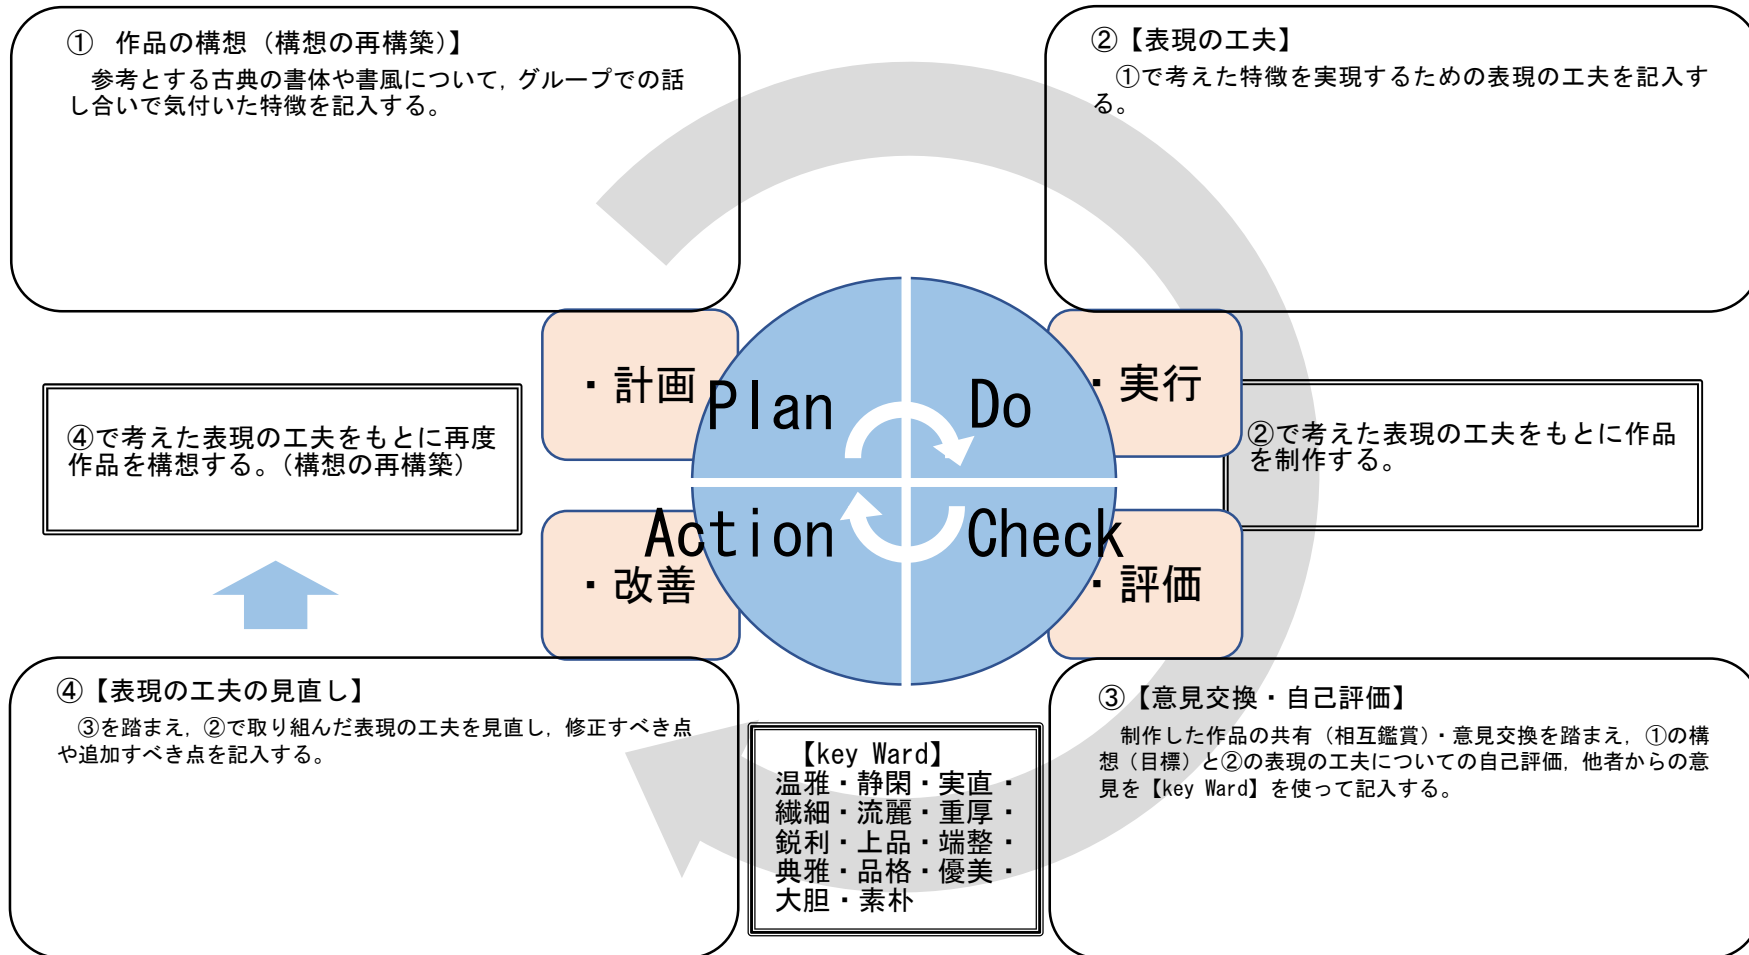 ① 作品の構想（構想の再構築）】
参考とする古典の書体や書風について，グループでの話
し合いで気付いた特徴を記入する。
②【表現の工夫】
①で考えた特徴を実現するための表現の工夫を記入す
る。
・計画
Plan
Do
・実行
④で考えた表現の工夫をもとに再度
作品を構想する。（構想の再構築）
②で考えた表現の工夫をもとに作品
を制作する。
Action
・改善
Check
・評価
④【表現の工夫の見直し】
③を踏まえ，②で取り組んだ表現の工夫を見直し，修正すべき点
や追加すべき点を記入する。
【key Ward】
温雅・静閑・実直・
繊細・流麗・重厚・
鋭利・上品・端整・
典雅・品格・優美・
大胆・素朴
③【意見交換・自己評価】
制作した作品の共有（相互鑑賞）・意見交換を踏まえ，①の構
想（目標）と②の表現の工夫についての自己評価，他者からの意
見を【key Ward】を使って記入する。